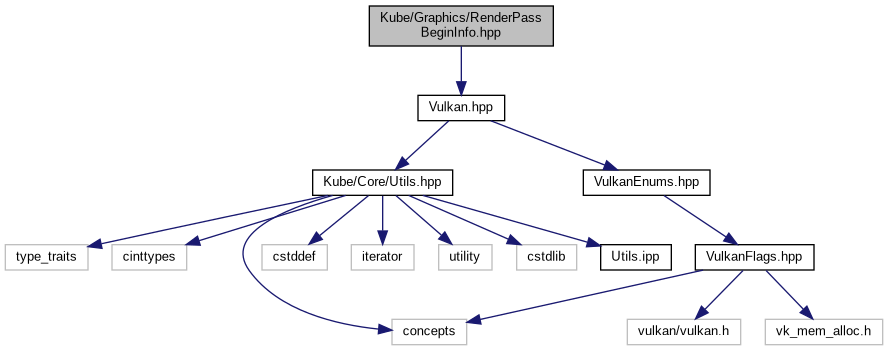 Kube/Graphics/RenderPass
BeginInfo.hpp
Vulkan.hpp
Kube/Core/Utils.hpp
VulkanEnums.hpp
type_traits
cinttypes
cstddef
iterator
utility
cstdlib
Utils.ipp
VulkanFlags.hpp
concepts
vulkan/vulkan.h
vk_mem_alloc.h